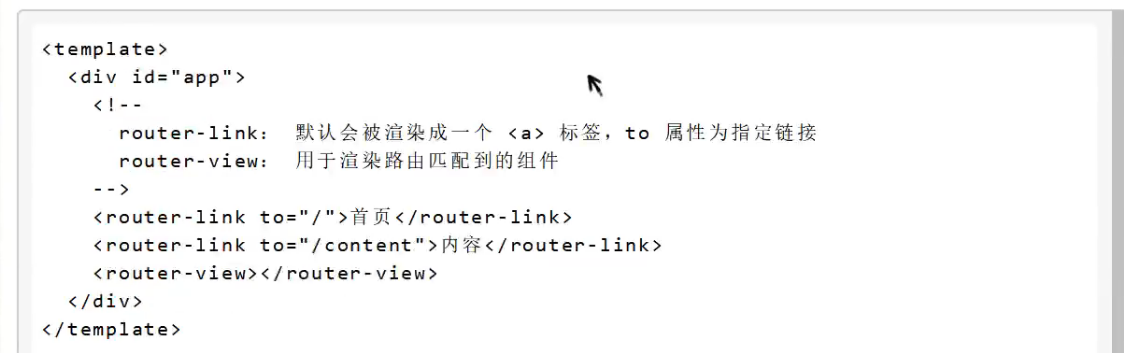 <template>
  <div id="app">
    <!--
      router-link： 默认会被渲染成一个 <a> 标签，to 属性为指定链接
      router-view： 用于渲染路由匹配到的组件
    -->
    <router-link to="/">首页</router-link>
    <router-link to="/content">内容</router-link>
    <router-view></router-view>
  </div>
</template>